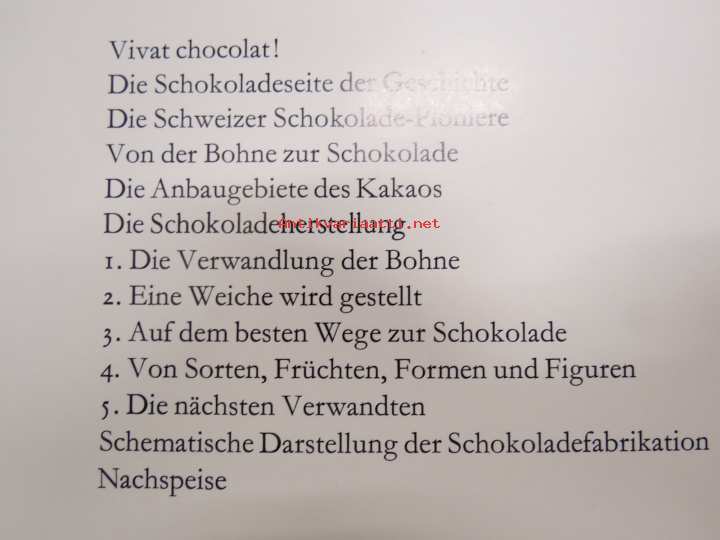 Vivat chocolat!
Die Schokoladeseite der Geschichte
Die Schweizer Schokolade-Pioniere
Von der Bohne zur Schokolade
Die Anbaugebiete des Kakaos
Die Schokoladeherstellung
antikvariaatti.net
1. Die Verwandlung der Bohne
2. Eine Weiche wird gestellt
3. Auf dem besten Wege zur Schokolade
4. Von Sorten, Früchten, Formen und Figuren
5. Die nächsten Verwandten
Schematische Darstellung der Schokoladefabrikation
Nachspeise